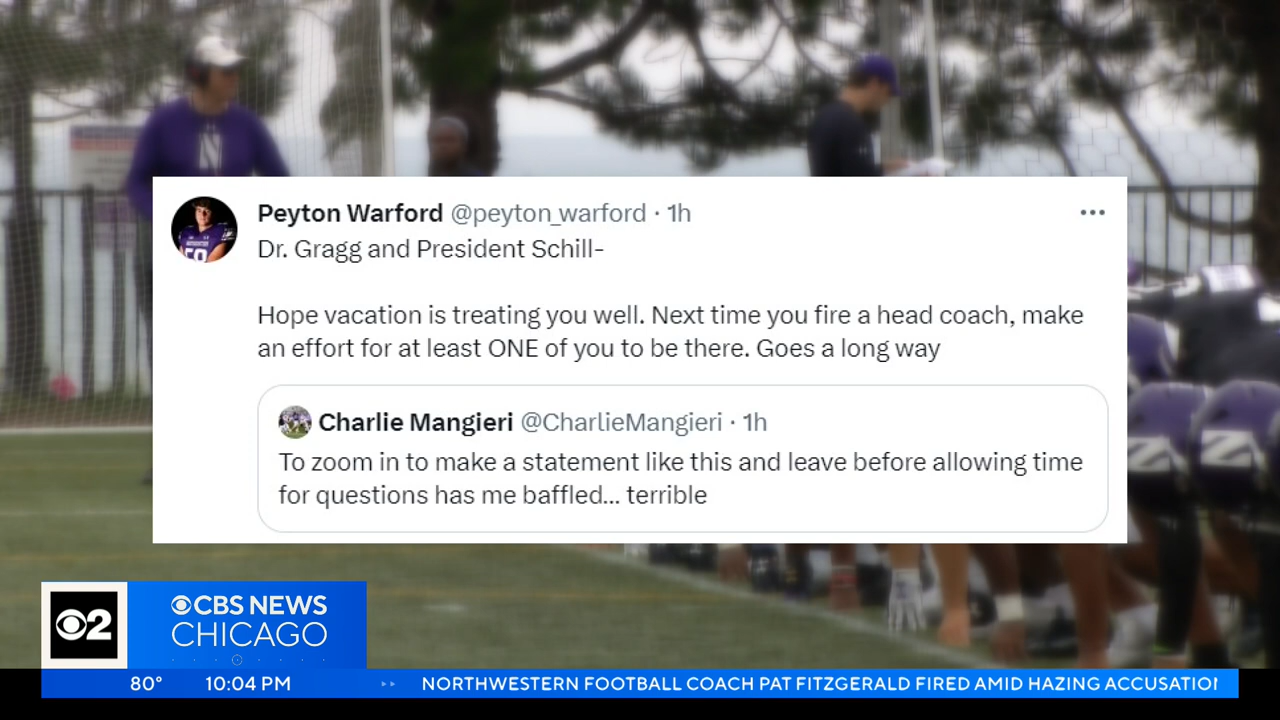 Peyton Warford @peyton_warford · 1h
Dr. Gragg and President Schill-
Hope vacation is treating you well. Next time you fire a head coach, make
an effort for at least ONE of you to be there. Goes a long way
Charlie Mangieri @CharlieMangieri · 1h
To zoom in to make a statement like this and leave before allowing time
for questions has me baffled... terrible
2
CBS NEWS
CHICAGO
80° 10:04 PM NORTHWESTERN FOOTBALL COACH PAT FITZGERALD FIRED AMID HAZING ACCUSATIO